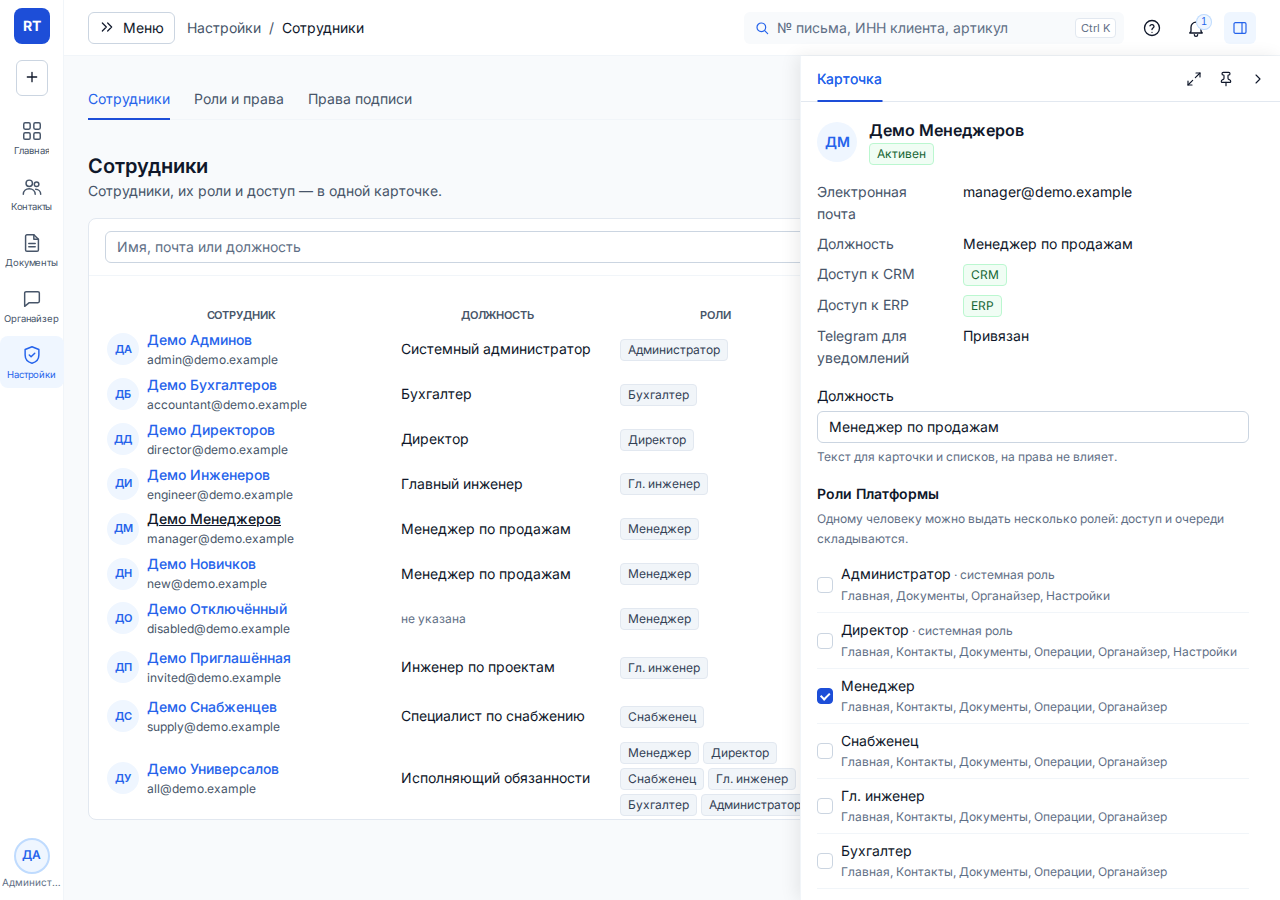 RT
Меню
Настройки / Сотрудники
№ письма, ИНН клиента, артикул
Ctrl K
1
Главная
Контакты
Документы
Органайзер
Настройки
ДА
Админист...
Сотрудники
Роли и права
Права подписи
Сотрудники
Сотрудники, их роли и доступ — в одной карточке.
Имя, почта или должность
СОТРУДНИК
ДОЛЖНОСТЬ
РОЛИ
ДА
Демо Админов
admin@demo.example
Системный администратор
Администратор
ДБ
Демо Бухгалтеров
accountant@demo.example
Бухгалтер
Бухгалтер
ДД
Демо Директоров
director@demo.example
Директор
Директор
ДИ
Демо Инженеров
engineer@demo.example
Главный инженер
Гл. инженер
ДМ
Демо Менеджеров
manager@demo.example
Менеджер по продажам
Менеджер
ДН
Демо Новичков
new@demo.example
Менеджер по продажам
Менеджер
ДО
Демо Отключённый
disabled@demo.example
не указана
Менеджер
ДП
Демо Приглашённая
invited@demo.example
Инженер по проектам
Гл. инженер
ДС
Демо Снабженцев
supply@demo.example
Специалист по снабжению
Снабженец
ДУ
Демо Универсалов
all@demo.example
Исполняющий обязанности
Менеджер Директор
Снабженец Гл. инженер
Бухгалтер Администратор
Карточка
ДМ
Демо Менеджеров
Активен
Электронная
почта
manager@demo.example
Должность
Менеджер по продажам
Доступ к CRM
CRM
Доступ к ERP
ERP
Telegram для
уведомлений
Привязан
Должность
Менеджер по продажам
Текст для карточки и списков, на права не влияет.
Роли Платформы
Одному человеку можно выдать несколько ролей: доступ и очереди
складываются.
Администратор · системная роль
Главная, Документы, Органайзер, Настройки
Директор · системная роль
Главная, Контакты, Документы, Операции, Органайзер, Настройки
Менеджер
Главная, Контакты, Документы, Операции, Органайзер
Снабженец
Главная, Контакты, Документы, Операции, Органайзер
Гл. инженер
Главная, Контакты, Документы, Операции, Органайзер
Бухгалтер
Главная, Контакты, Документы, Операции, Органайзер